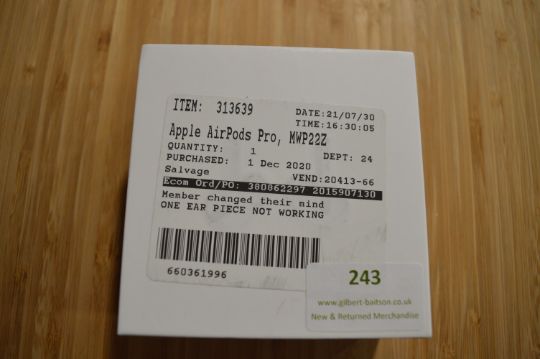 ITEM: 313639 DATE:21/07/30
TIME:16:30:05
Apple AirPods Pro, MWP22Z
QUANTITY: 1 DEPT: 24
PURCHASED: 1 Dec 2020
Salvage VEND:20413-66
Ecom Ord/PO: 380862297 2015907130
Member changed their mind
ONE EAR PIECE NOT WORKING
660361996
243
www.gilbert-baitson.co.uk
New & Returned Merchandise